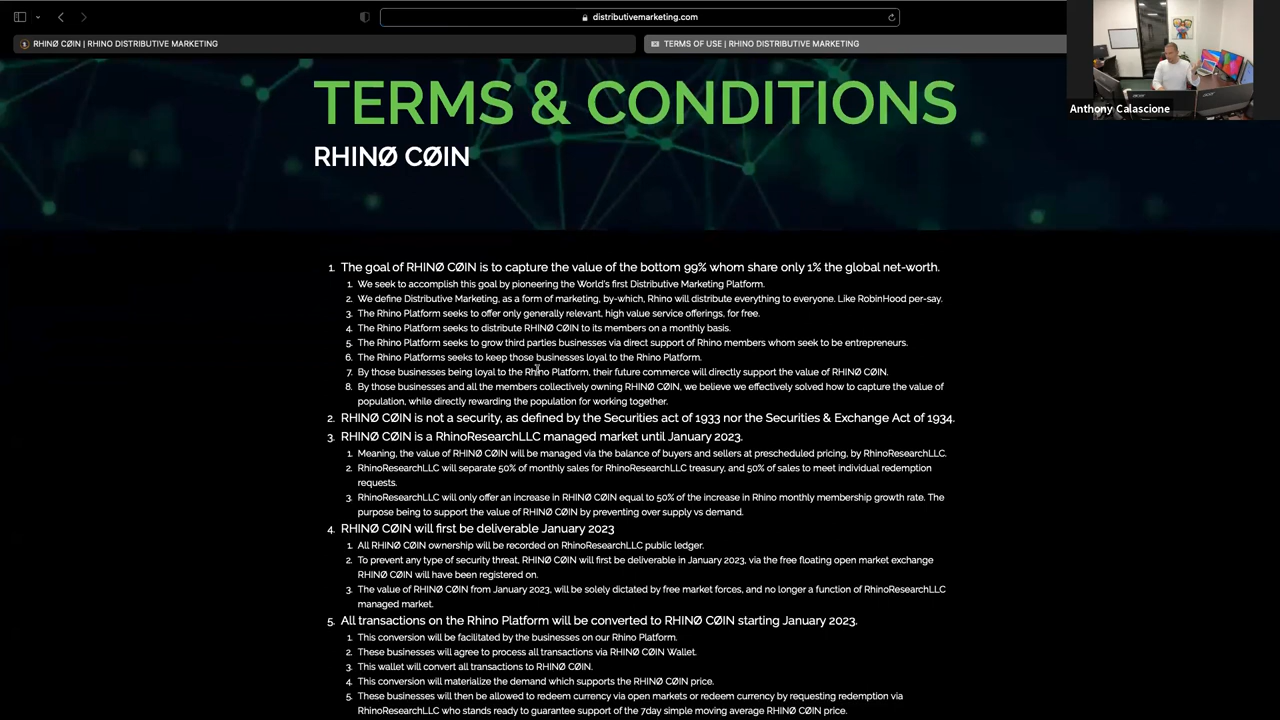 distributivemarketing.com
RHINØ CØIN | RHINO DISTRIBUTIVE MARKETING
TERMS OF USE | RHINO DISTRIBUTIVE MARKETING
Anthony Calascione
TERMS & CONDITIONS
RHINØ CØIN
1. The goal of RHINØ CØIN is to capture the value of the bottom 99% whom share only 1% the global net-worth.
1. We seek to accomplish this goal by pioneering the World's first Distributive Marketing Platform.
2. We define Distributive Marketing, as a form of marketing, by-which, Rhino will distribute everything to everyone. Like RobinHood per-say.
3. The Rhino Platform seeks to offer only generally relevant, high value service offerings, for free.
4. The Rhino Platform seeks to distribute RHINØ CØIN to its members on a monthly basis.
5. The Rhino Platform seeks to grow third parties businesses via direct support of Rhino members whom seek to be entrepreneurs.
6. The Rhino Platforms seeks to keep those businesses loyal to the Rhino Platform.
7. By those businesses being loyal to the Rhino Platform, their future commerce will directly support the value of RHINØ CØIN.
8. By those businesses and all the members collectively owning RHINØ CØIN, we believe we effectively solved how to capture the value of
population, while directly rewarding the population for working together.
2. RHINØ CØIN is not a security, as defined by the Securities act of 1933 nor the Securities & Exchange Act of 1934.
3. RHINØ CØIN is a RhinoResearchLLC managed market until January 2023.
1. Meaning, the value of RHINØ CØIN will be managed via the balance of buyers and sellers at prescheduled pricing, by RhinoResearchLLC.
2. RhinoResearchLLC will separate 50% of monthly sales for RhinoResearchLLC treasury, and 50% of sales to meet individual redemption
requests.
3. RhinoResearchLLC will only offer an increase in RHINØ CØIN equal to 50% of the increase in Rhino monthly membership growth rate. The
purpose being to support the value of RHINØ CØIN by preventing over supply vs demand.
4. RHINØ CØIN will first be deliverable January 2023
1. All RHINØ CØIN ownership will be recorded on RhinoResearchLLC public ledger.
2. To prevent any type of security threat, RHINØ CØIN will first be deliverable in January 2023, via the free floating open market exchange
RHINØ CØIN will have been registered on.
3. The value of RHINØ CØIN from January 2023, will be solely dictated by free market forces, and no longer a function of RhinoResearchLLC
managed market.
5. All transactions on the Rhino Platform will be converted to RHINØ CØIN starting January 2023.
1. This conversion will be facilitated by the businesses on our Rhino Platform.
2. These businesses will agree to process all transactions via RHINØ CØIN Wallet.
3. This wallet will convert all transactions to RHINØ CØIN.
4. This conversion will materialize the demand which supports the RHINØ CØIN price.
5. These businesses will then be allowed to redeem currency via open markets or redeem currency by requesting redemption via
RhinoResearchLLC who stands ready to guarantee support of the 7day simple moving average RHINØ CØIN price.